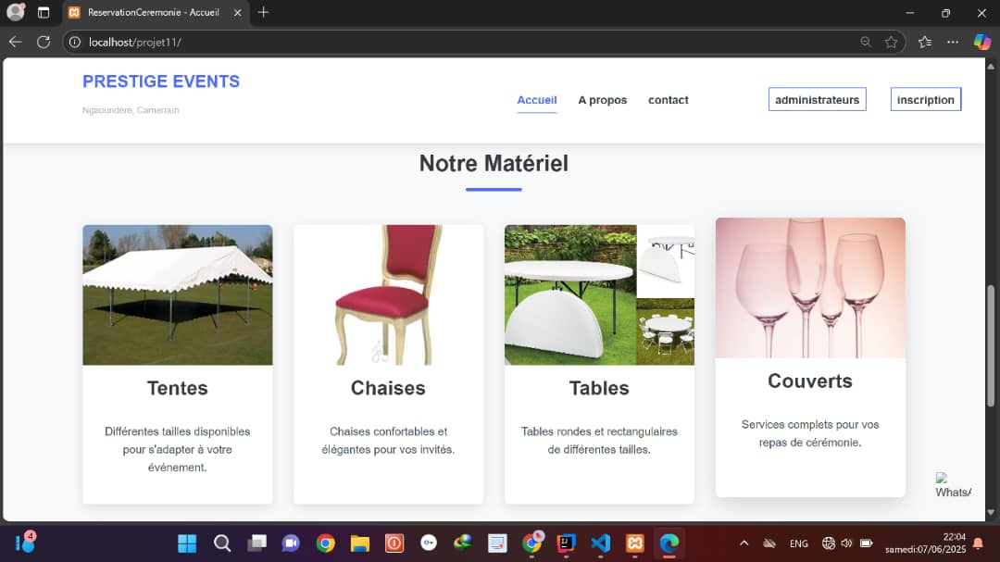 ReservationCeremonie - Accueil
localhost/projet11/
PRESTIGE EVENTS
Ngaoundéré, Cameroun
Accueil
A propos
contact
administrateurs
inscription
Notre Matériel
Tentes
Différentes tailles disponibles
pour s'adapter à votre
événement.
Chaises
Chaises confortables et
élégantes pour vos invités.
Tables
Tables rondes et rectangulaires
de différentes tailles.
Couverts
Services complets pour vos
repas de cérémonie.
Whats
4
ENG
22:04
samedi:07/06/2025